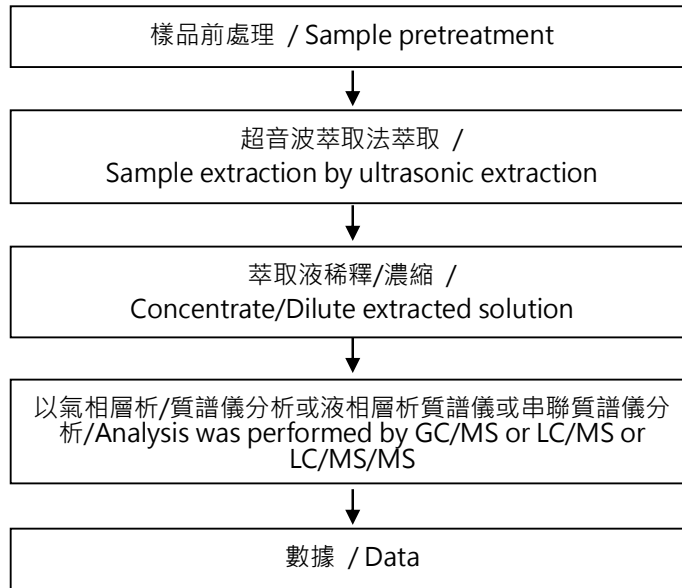 樣品前處理 / Sample pretreatment
超音波萃取法萃取 /
Sample extraction by ultrasonic extraction
萃取液稀釋/濃縮 /
Concentrate/Dilute extracted solution
以氣相層析/質譜儀分析或液相層析質譜儀或串聯質譜儀分
析/Analysis was performed by GC/MS or LC/MS or
LC/MS/MS
數據 / Data